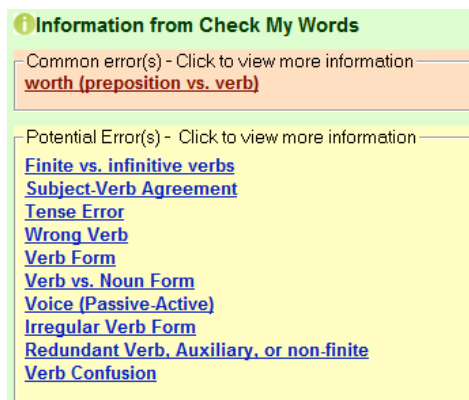 Information from Check My Words
Common error(s) - Click to view more information
worth (preposition vs. verb)
Potential Error(s) - Click to view more information
Finite vs. infinitive verbs
Subject-Verb Agreement
Tense Error
Wrong Verb
Verb Form
Verb vs. Noun Form
Voice (Passive-Active)
Irregular Verb Form
Redundant Verb, Auxiliary, or non-finite
Verb Confusion